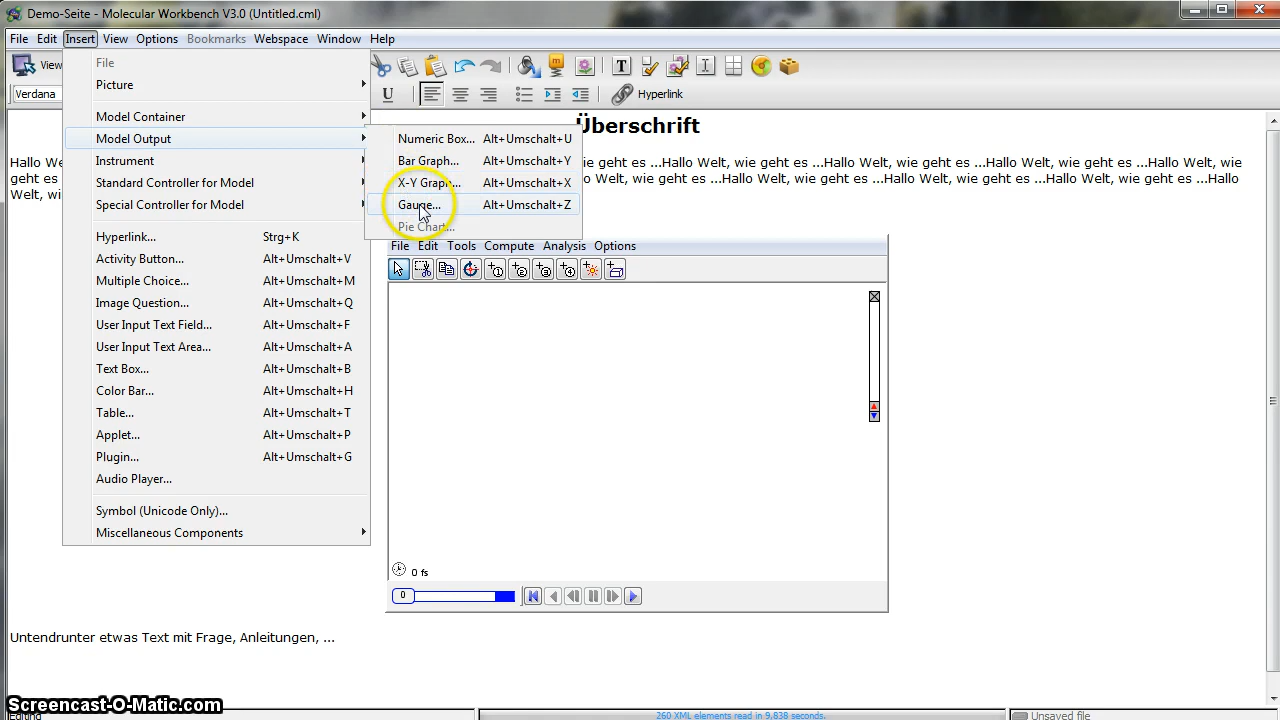 Demo-Seite - Molecular Workbench V3.0 (Untitled.cml)
File Edit Insert View Options Bookmarks Webspace Window Help
View
Verdana
U Hyperlink
File
Picture
Model Container
Model Output
Instrument
Standard Controller for Model
Special Controller for Model
Hyperlink... Strg+K
Activity Button... Alt+Umschalt+V
Multiple Choice... Alt+Umschalt+M
Image Question... Alt+Umschalt+Q
User Input Text Field... Alt+Umschalt+F
User Input Text Area... Alt+Umschalt+A
Text Box... Alt+Umschalt+B
Color Bar... Alt+Umschalt+H
Table... Alt+Umschalt+T
Applet... Alt+Umschalt+P
Plugin... Alt+Umschalt+G
Audio Player...
Symbol (Unicode Only)...
Miscellaneous Components
Numeric Box... Alt+Umschalt+U
Bar Graph... Alt+Umschalt+Y
X-Y Graph... Alt+Umschalt+X
Gauge... Alt+Umschalt+Z
Pie Chart...
Überschrift
Hallo We ie geht es ...Hallo Welt, wie geht es ...Hallo Welt, wie geht es ...Hallo Welt, wie
geht es . Hallo Welt, wie geht es ...Hallo Welt, wie geht es ...Hallo Welt, wie geht es ...Hallo
Welt, wi
File Edit Tools Compute Analysis Options
0 fs
0
Untendrunter etwas Text mit Frage, Anleitungen, ...
Screencast-O-Matic.com
Editing
260 XML elements read in 9,838 seconds.
Unsaved file